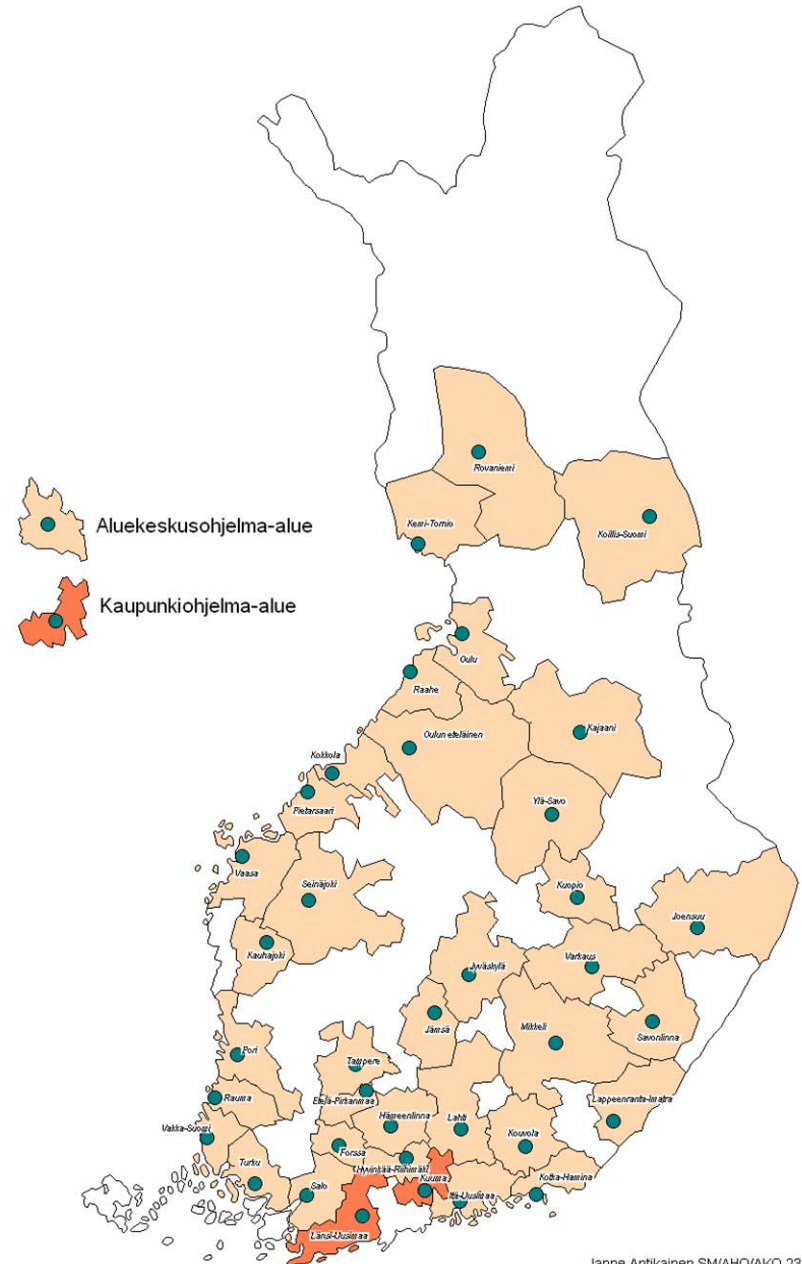 Rovaniemi
Kemi-Tornio
Koillis-Suomi
Aluekeskusohjelma-alue
Kaupunkiohjelma-alue
Oulu
Raahe
Oulun eteläinen
Kajaani
Kokkola
Pietarsaari
Ylä-Savo
Vaasa
Seinäjoki
Kuopio
Joensuu
Kauhajoki
Jyväskylä
Varkaus
Jämsä
Mikkeli
Savonlinna
Pori
Tampere
Rauma
Etelä-Pirkanmaa
Lappeenranta-Imatra
Vakka-Suomi
Hämeenlinna
Lahti
Kouvola
Forssa
Turku
Hyvinkää-Riihimäki
Kuuma
Kotka-Hamina
Salo
Itä-Uusimaa
Länsi-Uusimaa
Janne Antikainen SM/AHO/AKO 23